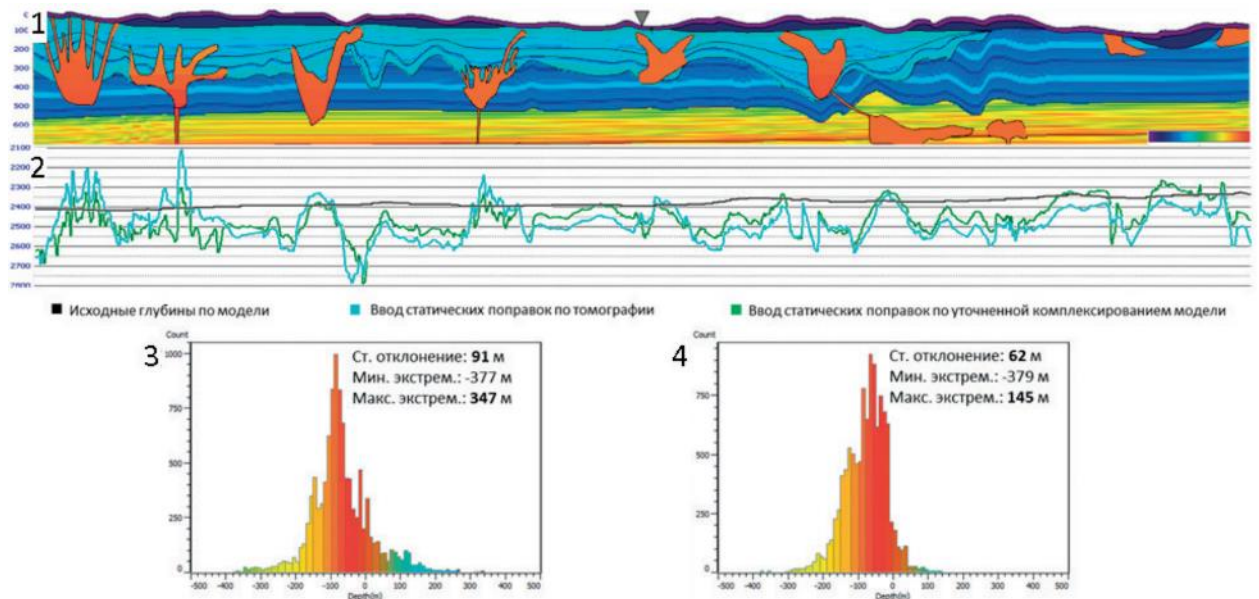 1
0
100
200
300
400
500
600
2
2100
2200
2300
2400
2500
2600
2700
2800
Исходные глубины по модели
Ввод статических поправок по томографии
Ввод статических поправок по уточненной комплексированием модели
3
Count
Ст. отклонение: 91 м
Мин. экстрем.: -377 м
Макс. экстрем.: 347 м
1000
750
500
250
0
-500 -400 -300 -200 -100 0 100 200 300 400 500
Depth(m)
4
Count
Ст. отклонение: 62 м
Мин. экстрем.: -379 м
Макс. экстрем.: 145 м
750
500
250
0
-500 -400 -300 -200 -100 0 100 200 300 400 500
Depth(m)